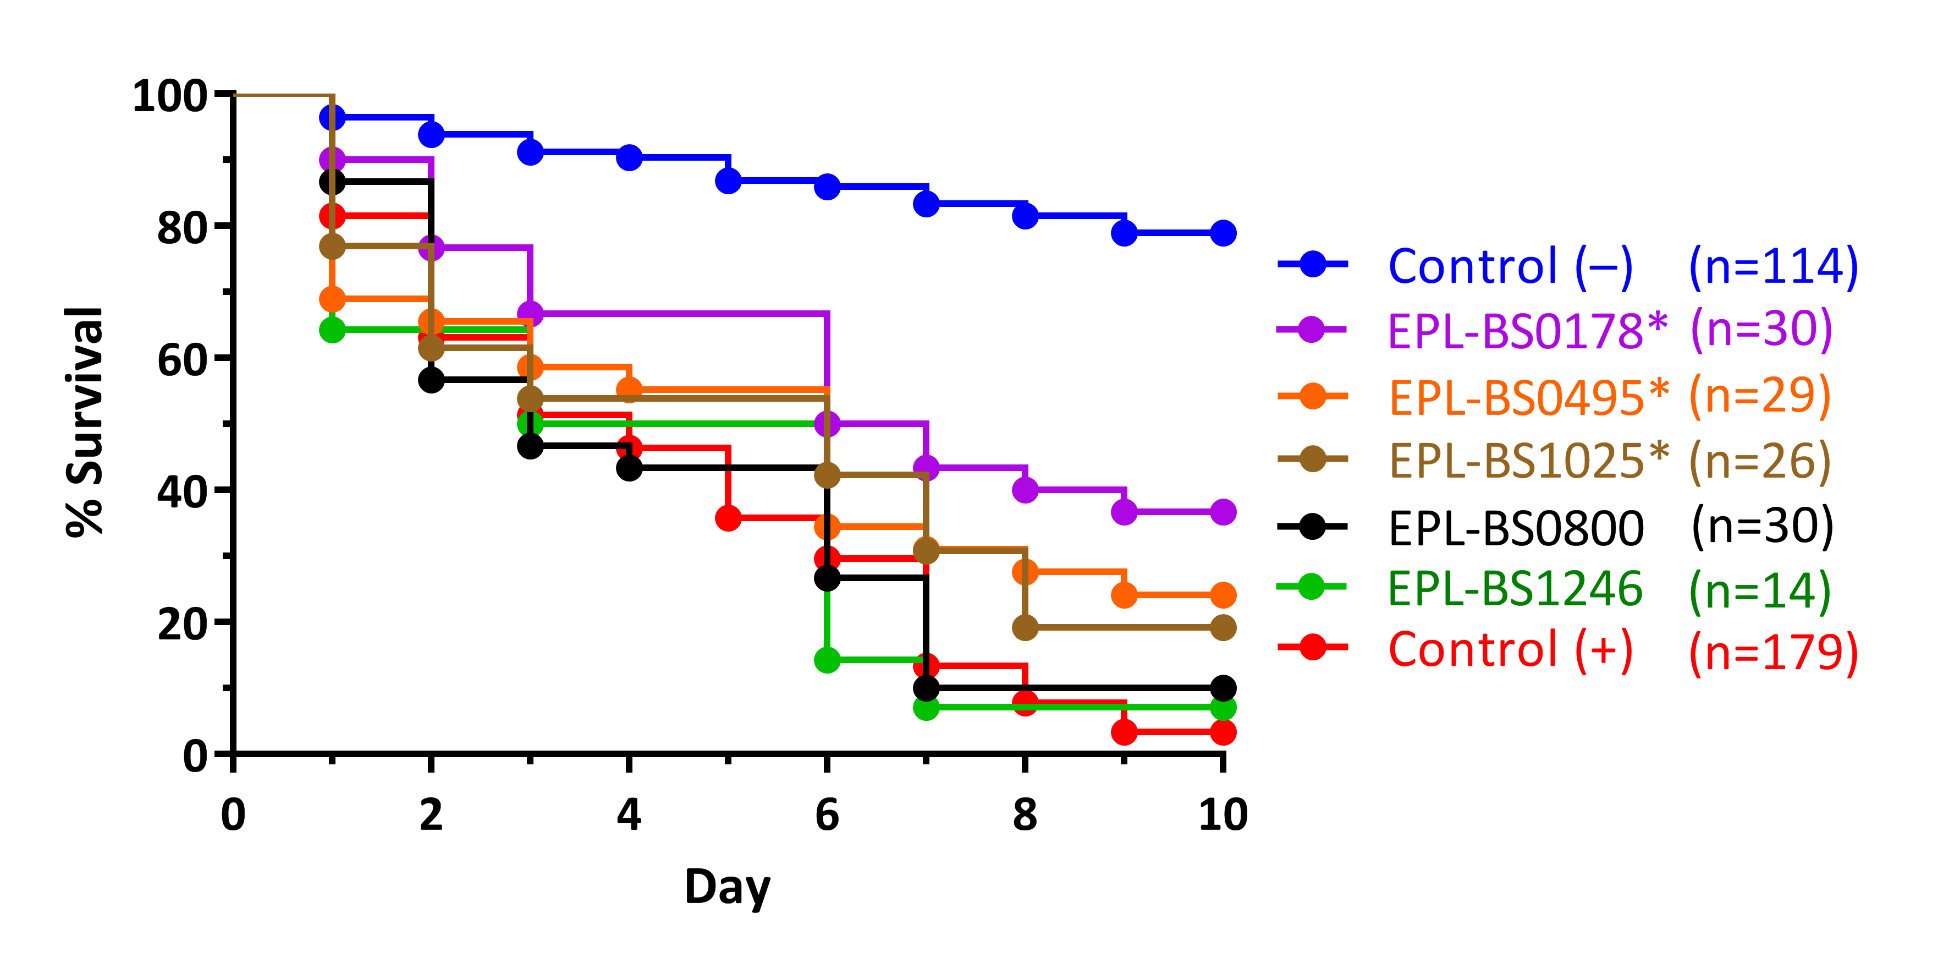 100
80
60
40
20
0
% Survival
0 2 4 6 8 10
Day
Control (–) (n=114)
EPL-BS0178* (n=30)
EPL-BS0495* (n=29)
EPL-BS1025* (n=26)
EPL-BS0800 (n=30)
EPL-BS1246 (n=14)
Control (+) (n=179)